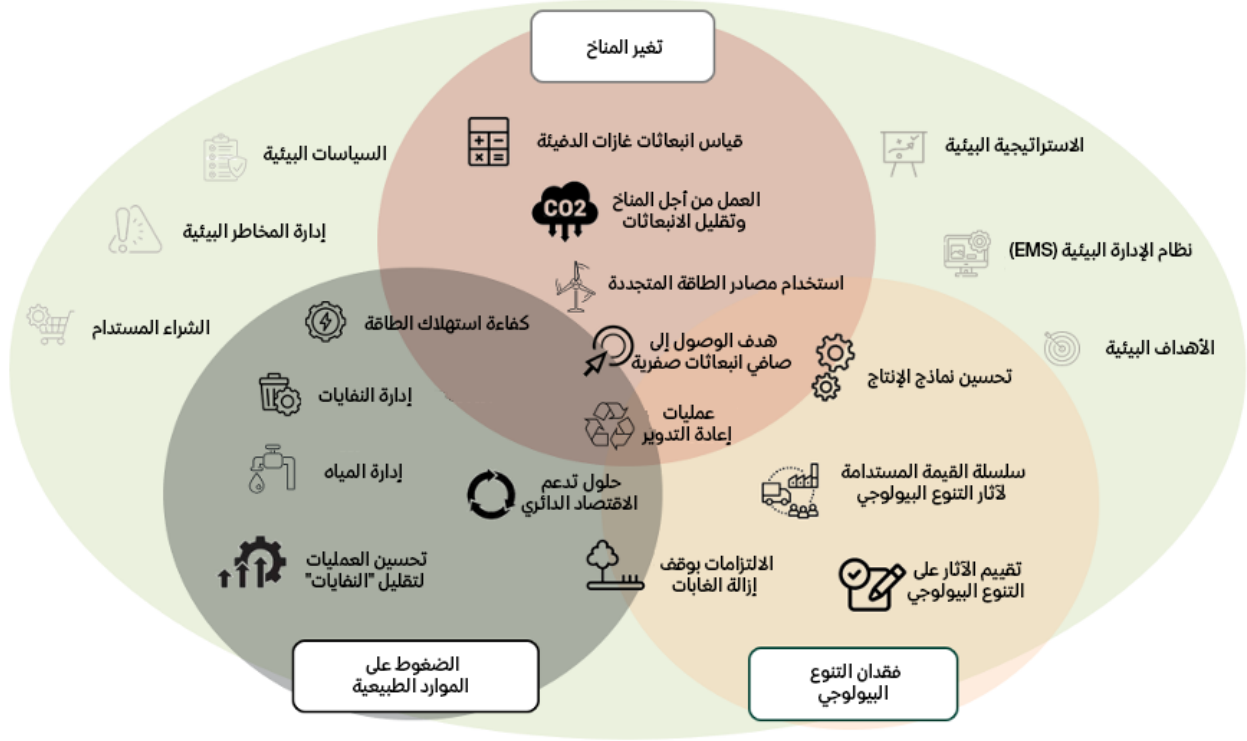 تغير المناخ
قياس انبعاثات غازات الدفيئة
العمل من أجل المناخ
وتقليل الانبعاثات
CO2
استخدام مصادر الطاقة المتجددة
هدف الوصول إلى
صافي انبعاثات صفرية
عمليات
إعادة التدوير
الاستراتيجية البيئية
نظام الإدارة البيئية (EMS)
الأهداف البيئية
السياسات البيئية
إدارة المخاطر البيئية
الشراء المستدام
تحسين نماذج الإنتاج
سلسلة القيمة المستدامة
لآثار التنوع البيولوجي
تقييم الآثار على
التنوع البيولوجي
الالتزامات بوقف
إزالة الغابات
كفاءة استهلاك الطاقة
إدارة النفايات
إدارة المياه
حلول تدعم
الاقتصاد الدائري
تحسين العمليات
لتقليل "النفايات"
فقدان التنوع
البيولوجي
الضغوط على
الموارد الطبيعية